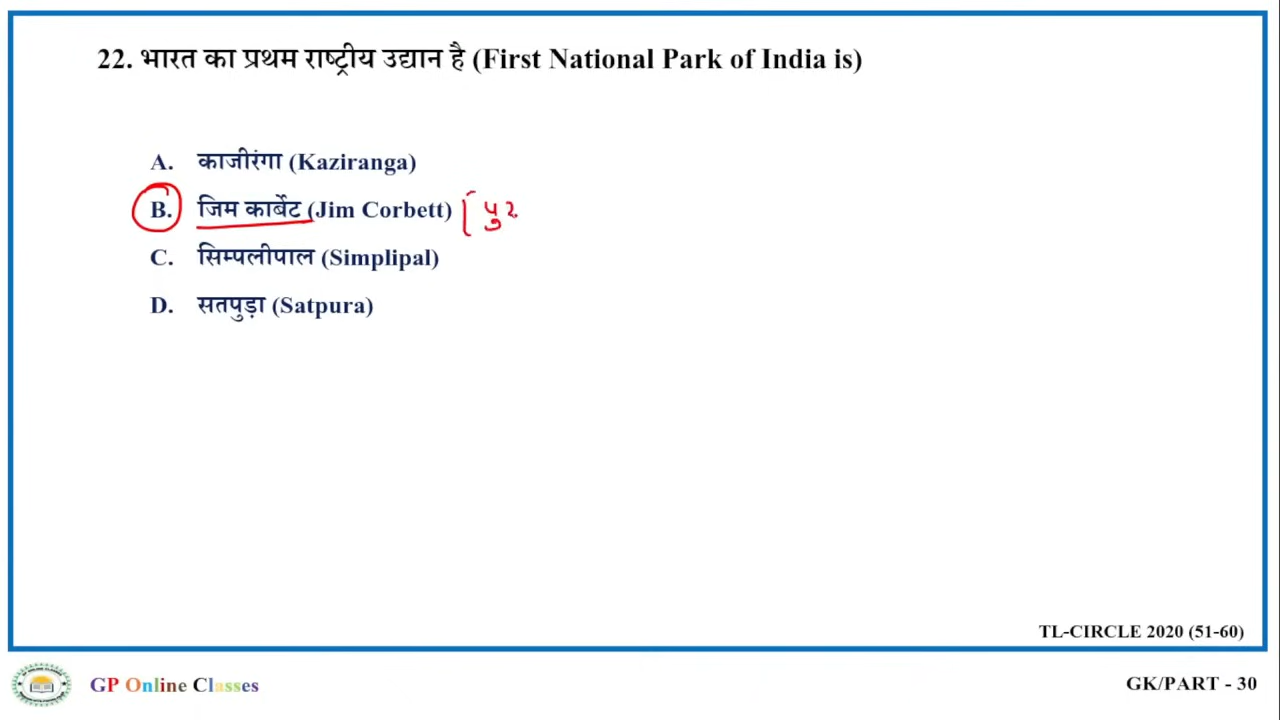 22. भारत का प्रथम राष्ट्रीय उद्यान है (First National Park of India is)
A. काजीरंगा (Kaziranga)
B. जिम कार्बेट (Jim Corbett) [ पुर
C. सिम्पलीपाल (Simplipal)
D. सतपुड़ा (Satpura)
TL-CIRCLE 2020 (51-60)
GP Online Classes
GK/PART - 30